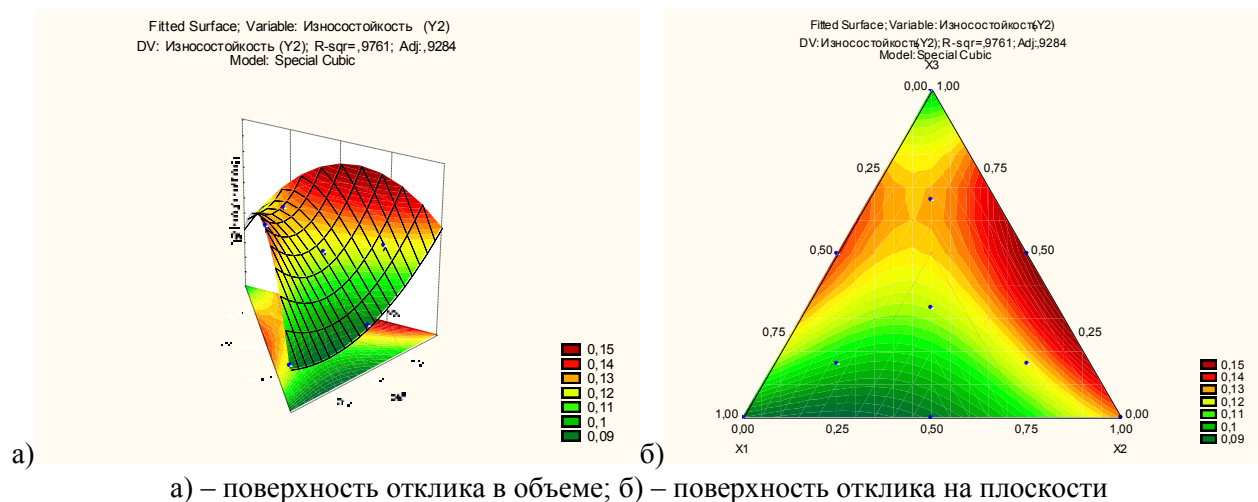 Fitted Surface; Variable: Износостойкость (Y2)
DV: Износостойкость (Y2); R-sqr=,9761; Adj:,9284
Model: Special Cubic
0,15
0,14
0,13
0,12
0,11
0,1
0,09
а)
Fitted Surface; Variable: Износостойкость(Y2)
DV: Износостойкость(Y2); R-sqr=,9761; Adj:,9284
Model: Special Cubic
X3
0,00 1,00
0,25 0,75
0,50 0,50
0,75 0,25
1,00 0,00
0,00 0,25 0,50 0,75 1,00
X1 X2
0,15
0,14
0,13
0,12
0,11
0,1
0,09
б)
а) – поверхность отклика в объеме; б) – поверхность отклика на плоскости